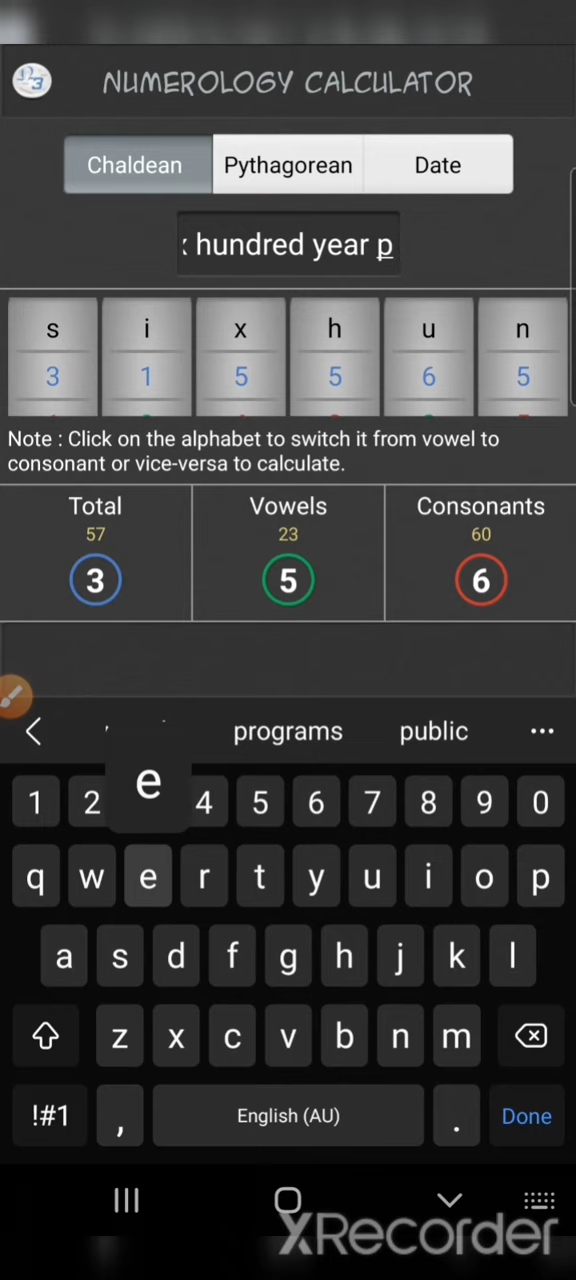 NUMEROLOGY CALCULATOR
Chaldean Pythagorean Date
hundred year p
s i x h u n
3 1 5 5 6 5
Note : Click on the alphabet to switch it from vowel to
consonant or vice-versa to calculate.
Total Vowels Consonants
57 23 60
3 5 6
programs public
e
1 2 4 5 6 7 8 9 0
q w e r t y u i o p
a s d f g h j k l
z x c v b n m
!#1 , English (AU) . Done
XRecorder